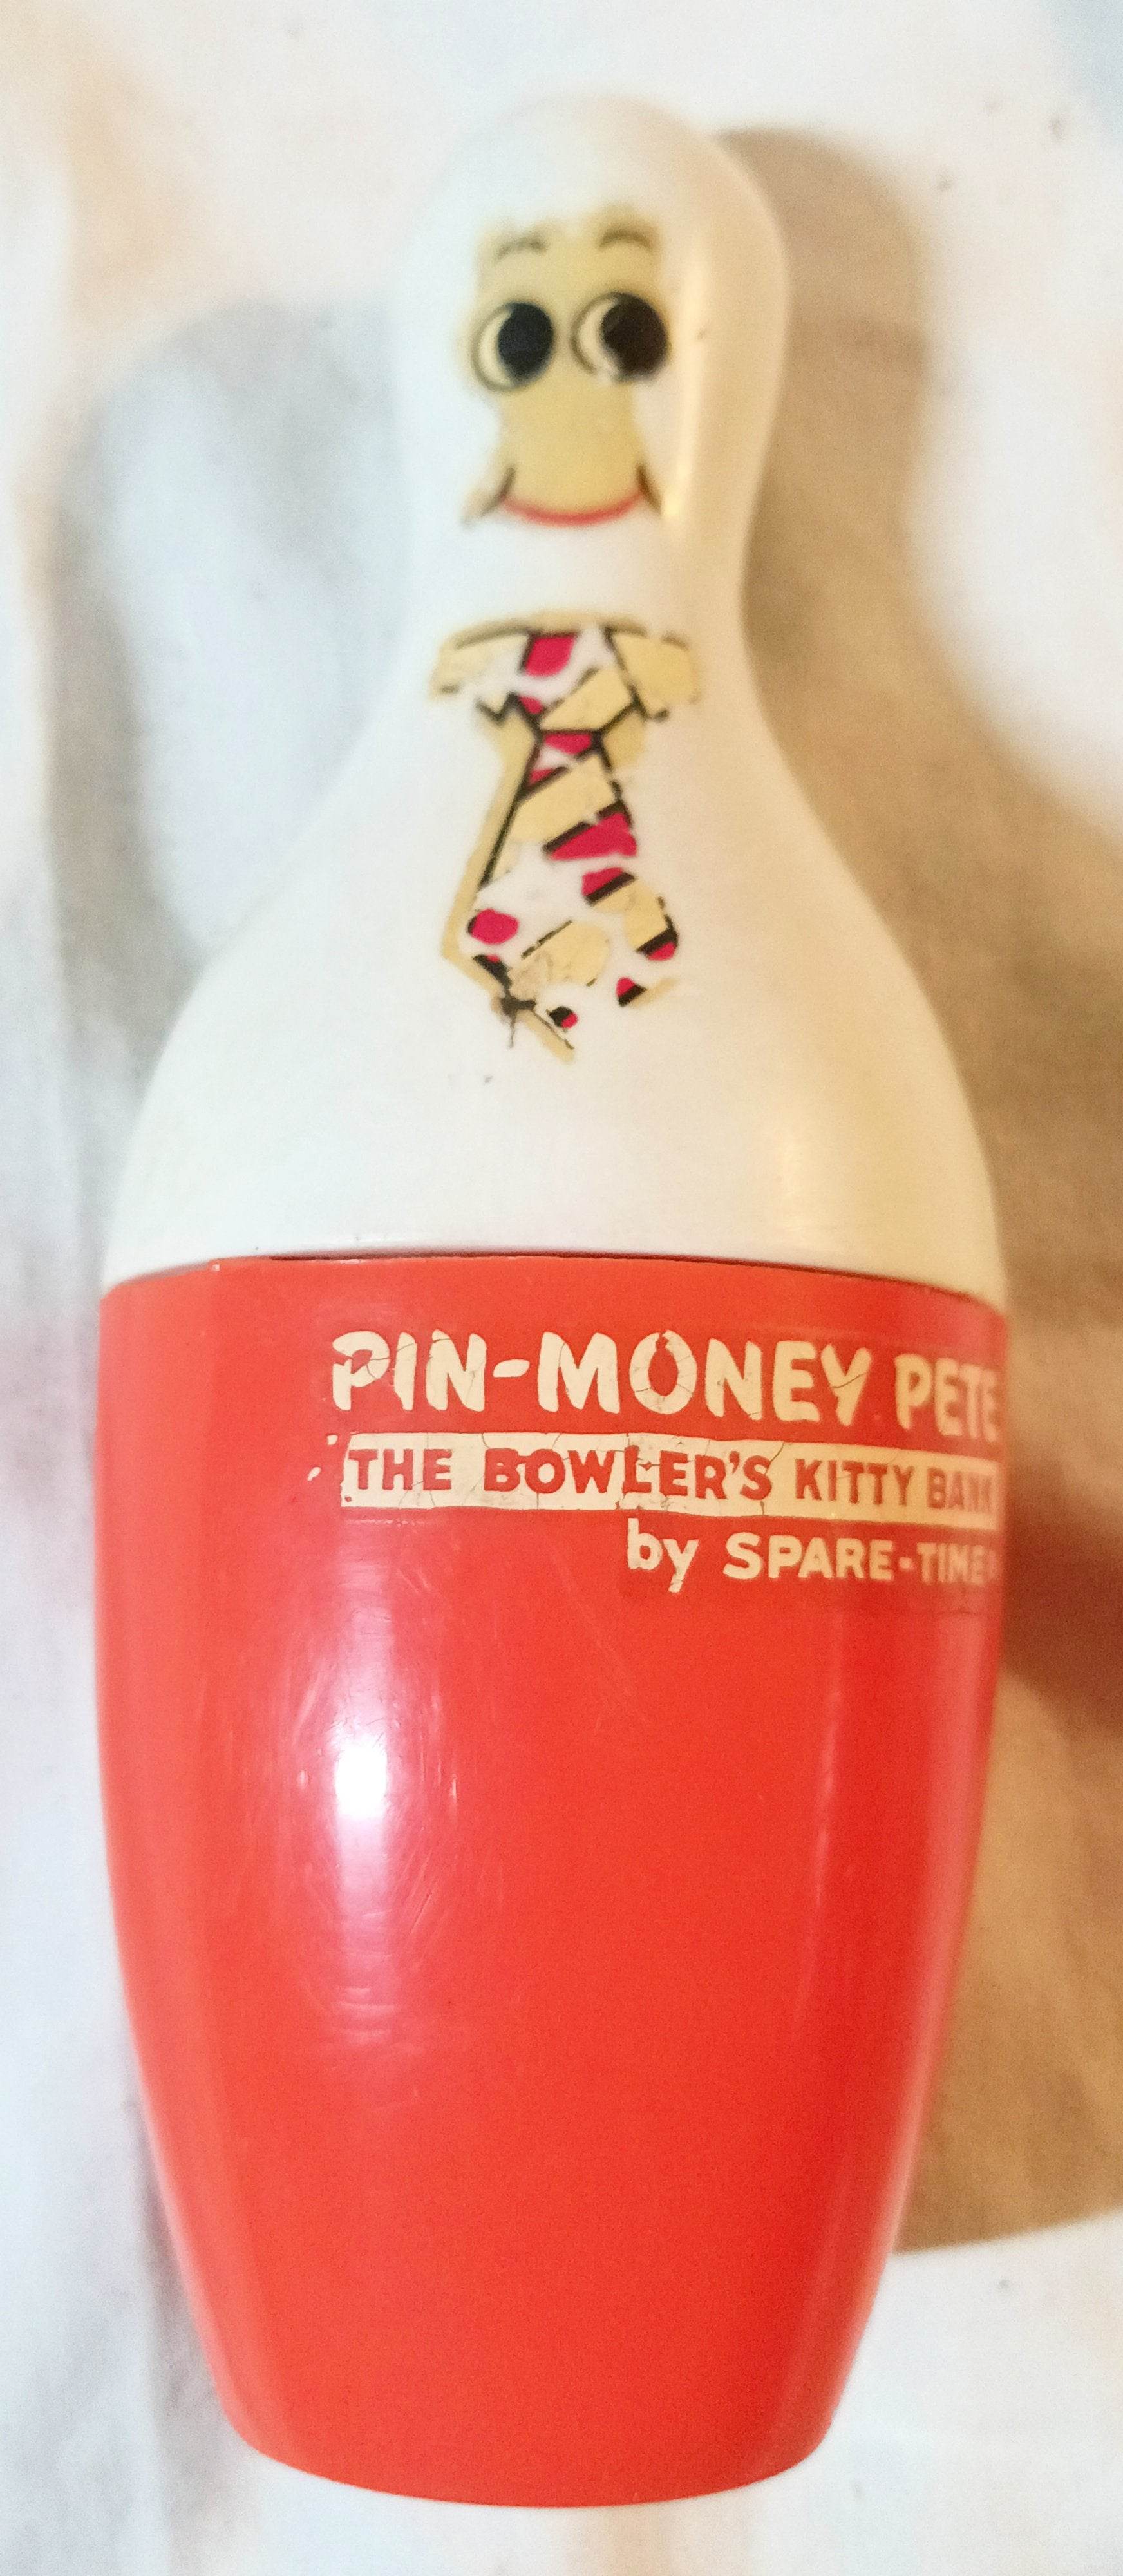 PIN-MONEY PETE
THE BOWLER'S KITTY BANK
by SPARE-TIME